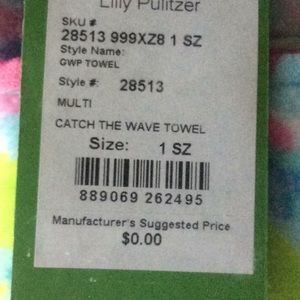 Lilly Pulitzer
SKU #
28513 999XZ8 1 SZ
Style Name:
GWP TOWEL
Style #: 28513
MULTI
CATCH THE WAVE TOWEL
Size: 1 SZ
889069 262495
Manufacturer's Suggested Price
$0.00